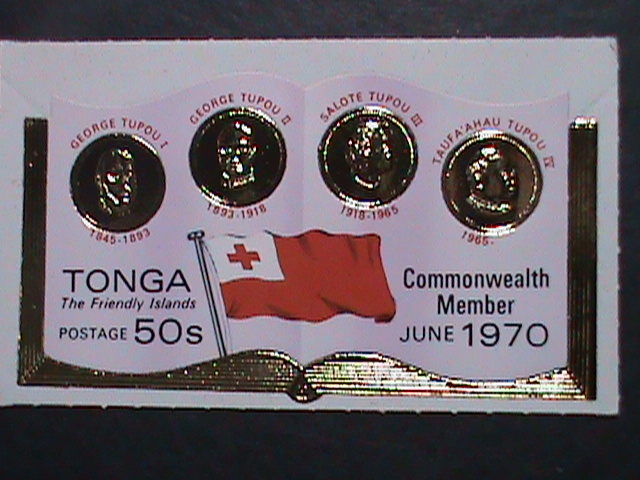 GEORGE TUPOU I
1845-1893
GEORGE TUPOU II
1893-1918
SALOTE TUPOU III
1918-1965
TAUFA'AHAU TUPOU IV
1965-
TONGA
The Friendly Islands
POSTAGE 50s
Commonwealth
Member
JUNE 1970